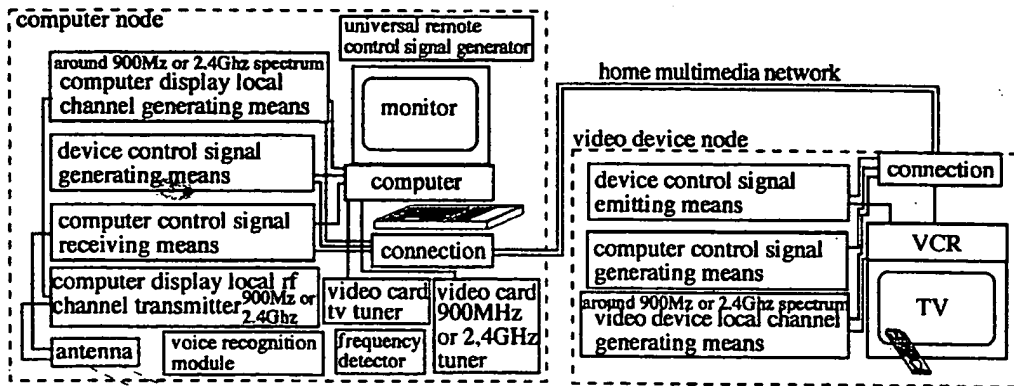 computer node
universal remote
control signal generator
around 900Mz or 2.4Ghz spectrum
computer display local
channel generating means
monitor
device control signal
generating means
computer
computer control signal
receiving means
connection
computer display local rf
channel transmitter 900Mz or
2.4Ghz
video card
tv tuner
video card
900MHz
or 2,4GHz
tuner
antenna
voice recognition
module
frequency
detector
home multimedia network
video device node
connection
device control signal
emitting means
VCR
computer control signal
generating means
TV
around 900Mz or 2.4Ghz spectrum
video device local channel
generating means